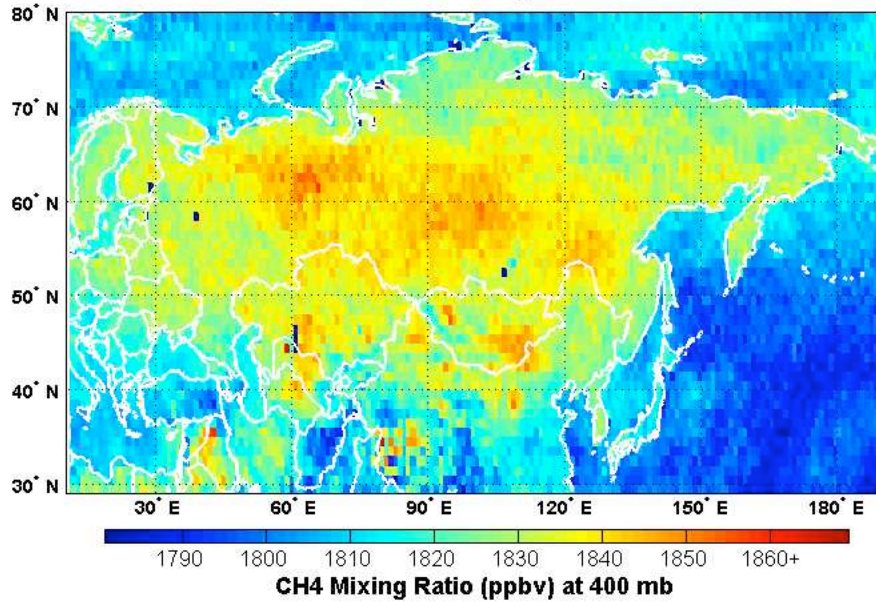 80° N
70° N
60° N
50° N
40° N
30° N
30° E
60° E
90° E
120° E
150° E
180° E
1790
1800
1810
1820
1830
1840
1850
1860+
CH4 Mixing Ratio (ppbv) at 400 mb